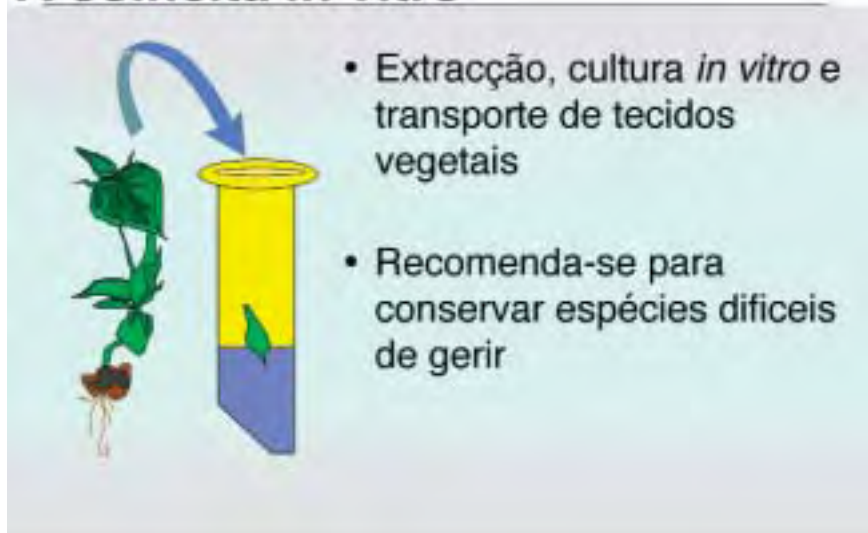 • Extracção, cultura in vitro e
transporte de tecidos
vegetais
• Recomenda-se para
conservar espécies dificeis
de gerir